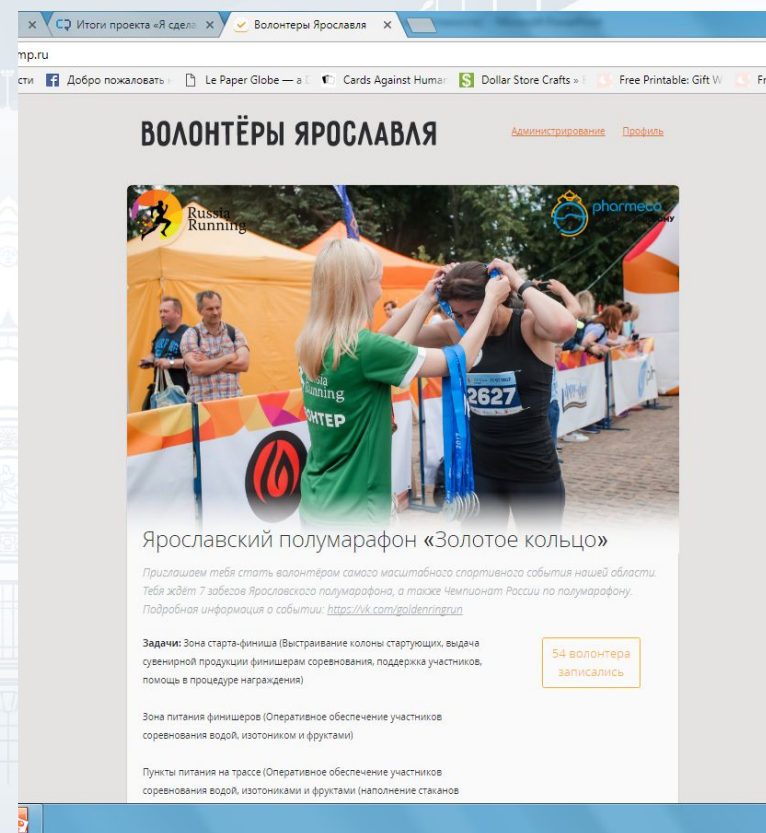 Итоги проекта «Я сдела
Волонтеры Ярославля
mp.ru
сти
Добро пожаловать
Le Paper Globe — a
Cards Against Human
Dollar Store Crafts »
Free Printable: Gift W
Fr
ВОЛОНТЁРЫ ЯРОСЛАВЛЯ
Администрирование Профиль
Russia
Running
pharmeco
Running
НТЕР
2627
2017
Ярославский полумарафон «Золотое кольцо»
Приглашаем тебя стать волонтёром самого масштабного спортивного события нашей области.
Тебя ждёт 7 забегов Ярославского полумарафона, а также Чемпионат России по полумарафону.
Подробная информация о событии: https://vk.com/goldenringrun
Задачи: Зона старта-финиша (Выстраивание колоны стартующих, выдача
сувенирной продукции финишерам соревнования, поддержка участников,
помощь в процедуре награждения)
54 волонтера
записались
Зона питания финишеров (Оперативное обеспечение участников
соревнования водой, изотоником и фруктами)
Пункты питания на трассе (Оперативное обеспечение участников
соревнования водой, изотониками и фруктами (наполнение стаканов